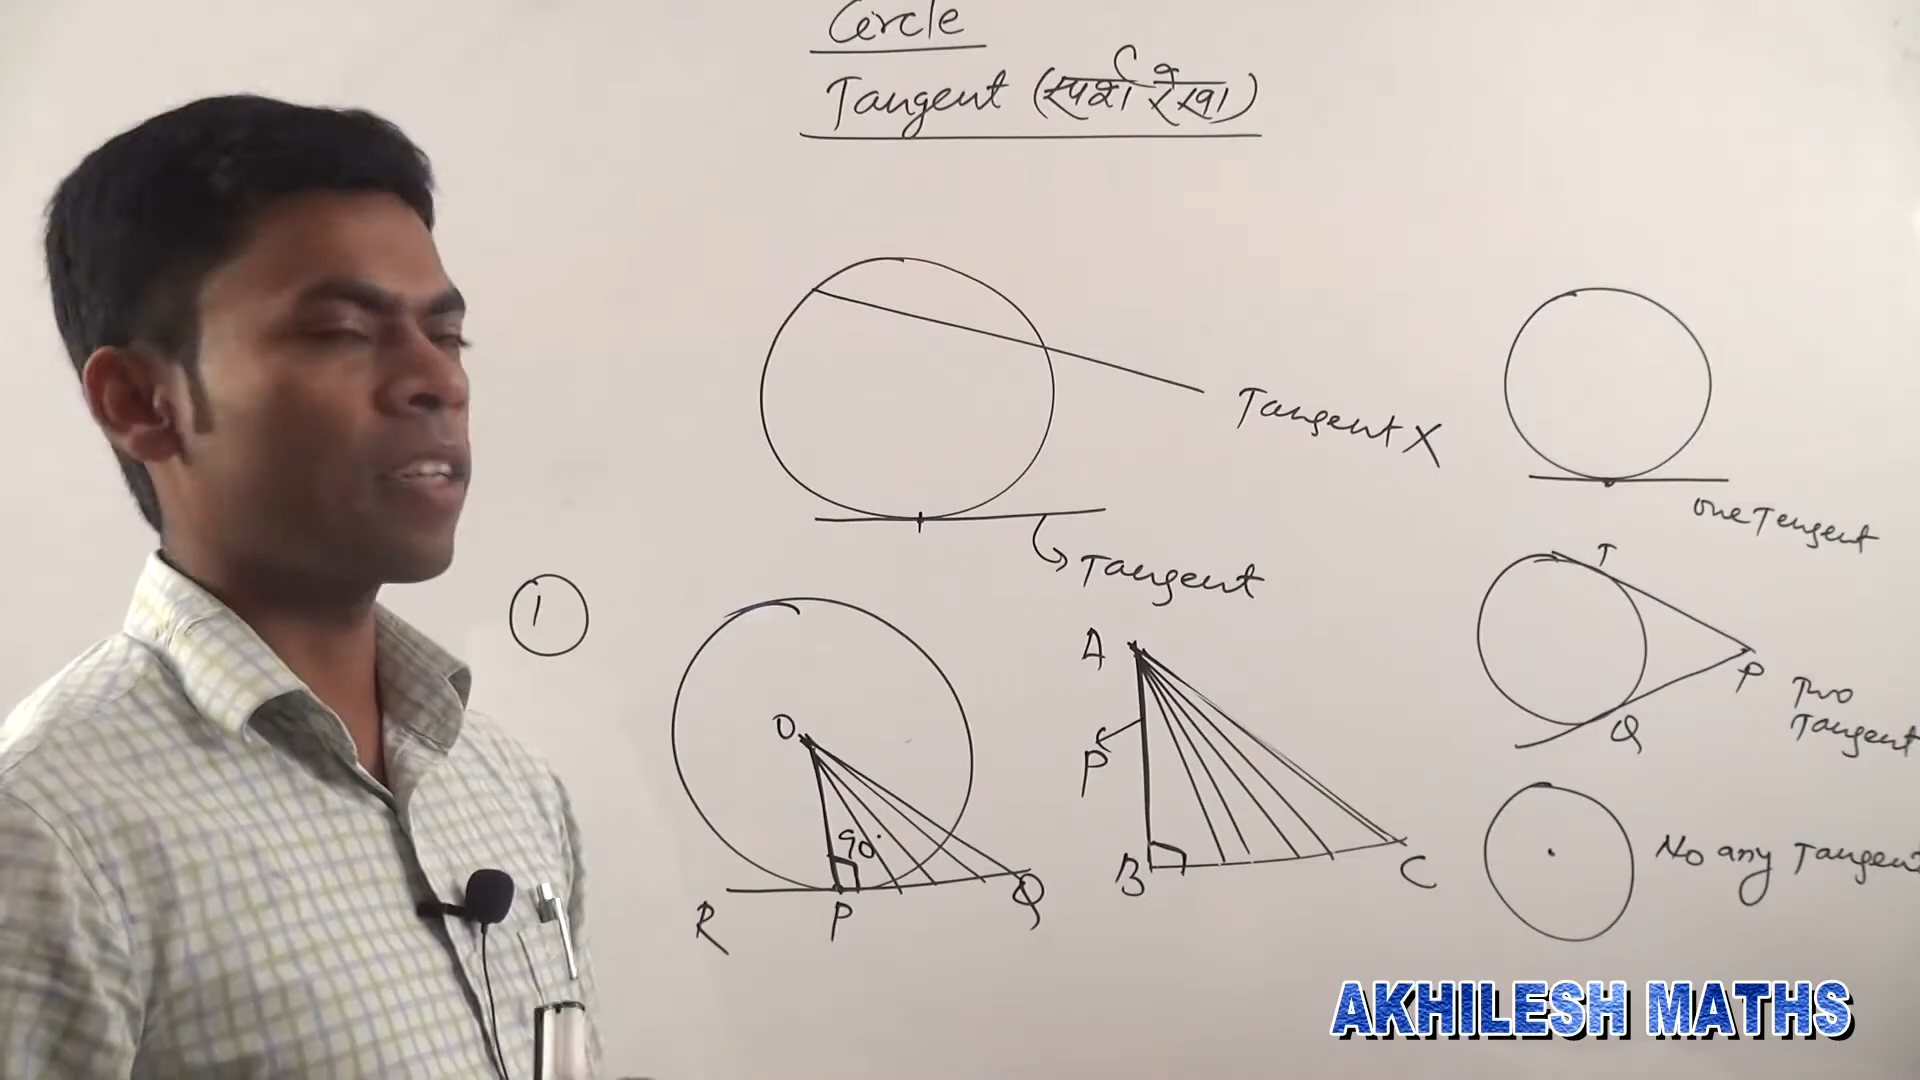 Circle
Tangent (स्पर्श रेखा)
Tangent X
One Tangent
Tangent
1
T
P
Two
Tangent
Q
A
P
B
C
O
90°
R
P
Q
No any Tangent
AKHILESH MATHS